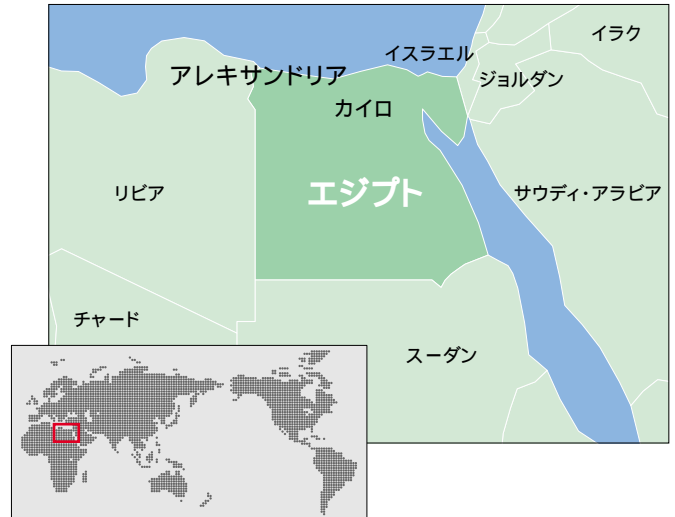 イラク
イスラエル
アレキサンドリア
ジョルダン
カイロ
リビア
エジプト
サウディ・アラビア
チャード
スーダン